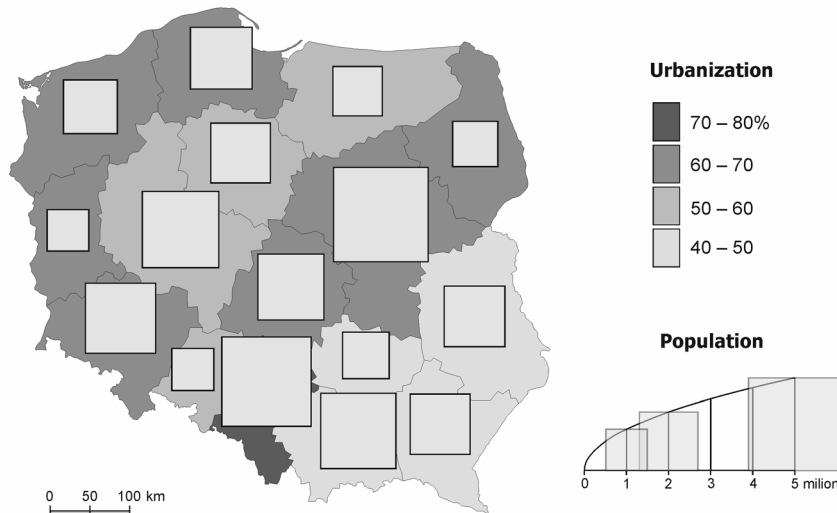 Urbanization
70 – 80%
60 – 70
50 – 60
40 – 50
Population
0 1 2 3 4 5 milion
0 50 100 km